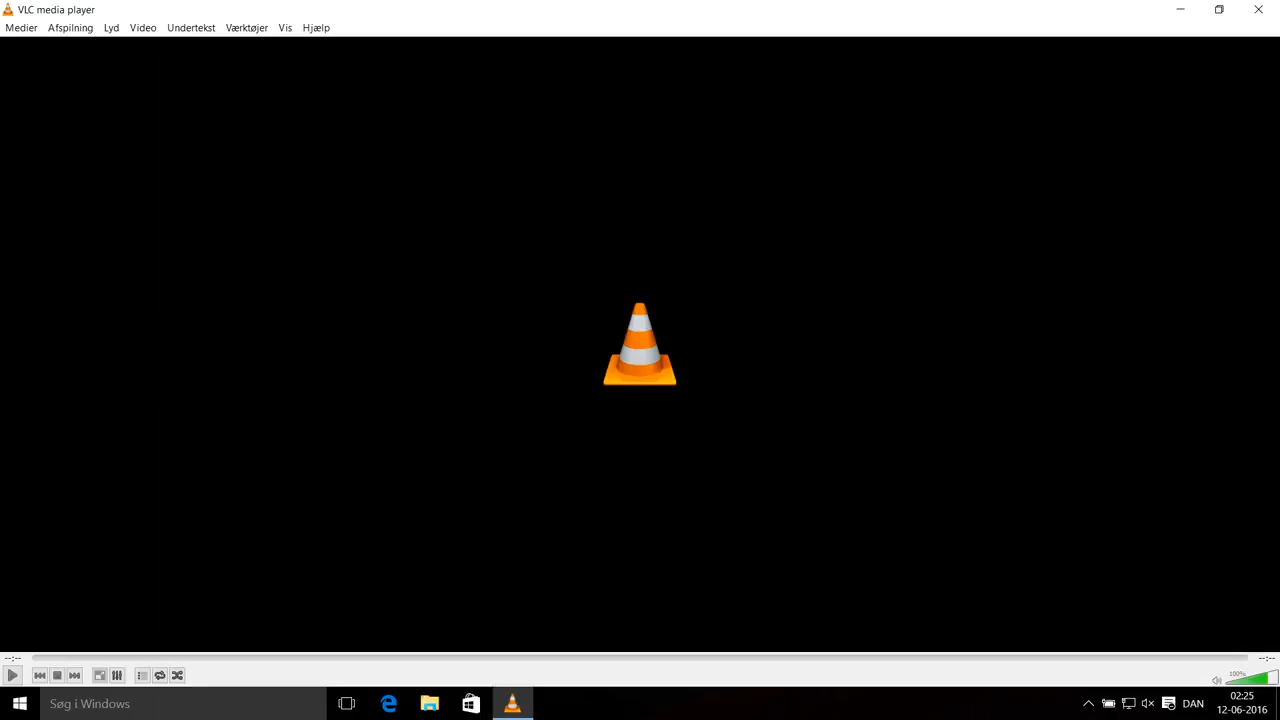 VLC media player
Medier Afspilning Lyd Video Undertekst Værktøjer Vis Hjælp
--:-- --:--
100%
Søg i Windows
DAN
02:25
12-06-2016